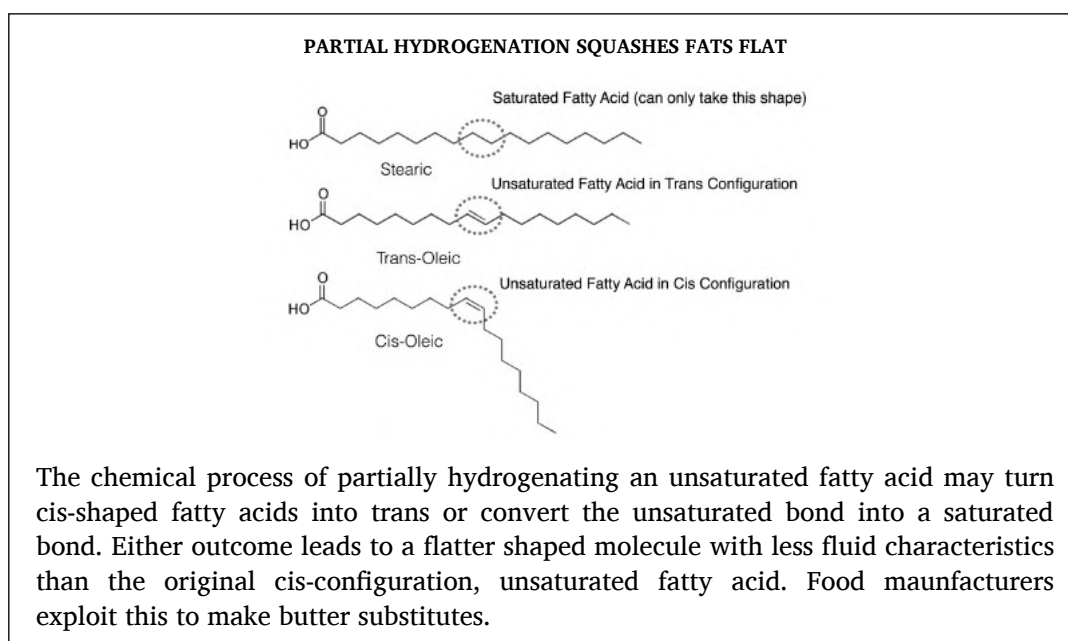 PARTIAL HYDROGENATION SQUASHES FATS FLAT
Saturated Fatty Acid (can only take this shape)
O
HO
Stearic
Unsaturated Fatty Acid in Trans Configuration
O
HO
Trans-Oleic
Unsaturated Fatty Acid in Cis Configuration
O
HO
Cis-Oleic
The chemical process of partially hydrogenating an unsaturated fatty acid may turn
cis-shaped fatty acids into trans or convert the unsaturated bond into a saturated
bond. Either outcome leads to a flatter shaped molecule with less fluid characteristics
than the original cis-configuration, unsaturated fatty acid. Food maunfacturers
exploit this to make butter substitutes.